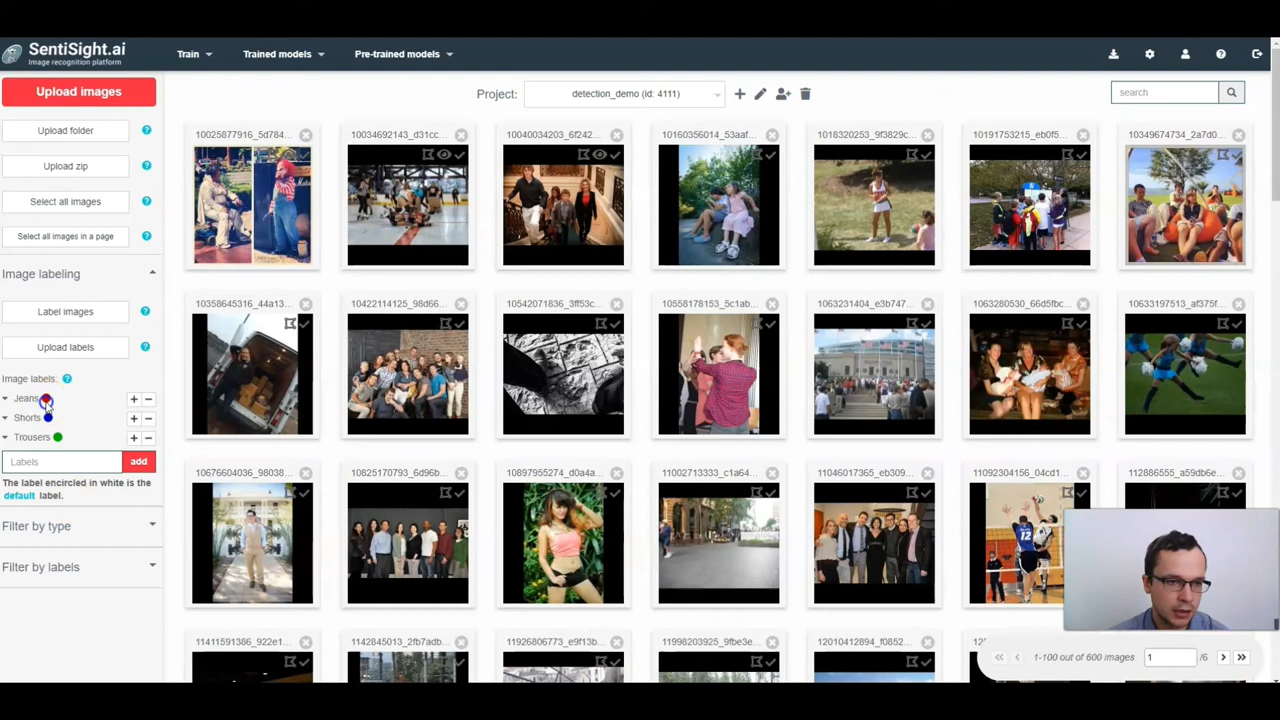 SentiSight.ai
Image recognition platform
Train
Trained models
Pre-trained models
Upload images
Project:
detection_demo (id: 4111)
search
Upload folder
Upload zip
Select all images
Select all images in a page
Image labeling
Label images
Upload labels
Image labels:
Jeans
Shorts
Trousers
Labels
add
The label encircled in white is the
default label.
Filter by type
Filter by labels
10025877916_5d784...
10034692143_d31cc...
10040034203_6f242...
10160356014_53aaf...
1018320253_9f3829c...
10191753215_eb0f5...
10349674734_2a7d0...
10358645316_44a13...
10422114125_98d66...
10542071836_3ff53c...
10558178153_5c1ab...
1063231404_e3b747...
1063280530_66d5fbc...
10633197513_af375f...
10676604036_98038...
10825170793_6d96b...
10897955274_d0a4a...
11002713333_c1a64...
11046017365_eb309...
11092304156_04cd1...
112886555_a59db6e...
12
11411591386_922e1...
1142845013_2fb7adb...
11926806773_e9f13b...
11998203925_9fbe3e...
12010412894_f0852...
1-100 out of 600 images
1
/6